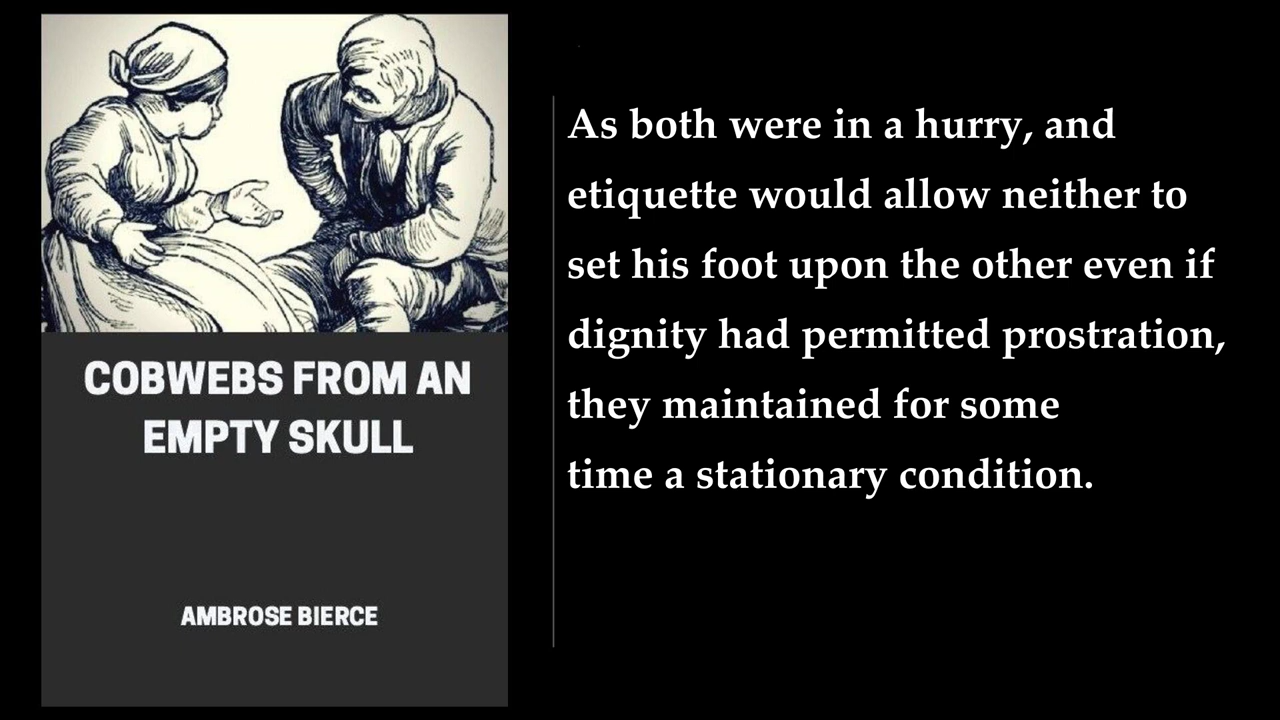 COBWEBS FROM AN
EMPTY SKULL
AMBROSE BIERCE
As both were in a hurry, and
etiquette would allow neither to
set his foot upon the other even if
dignity had permitted prostration,
they maintained for some
time a stationary condition.